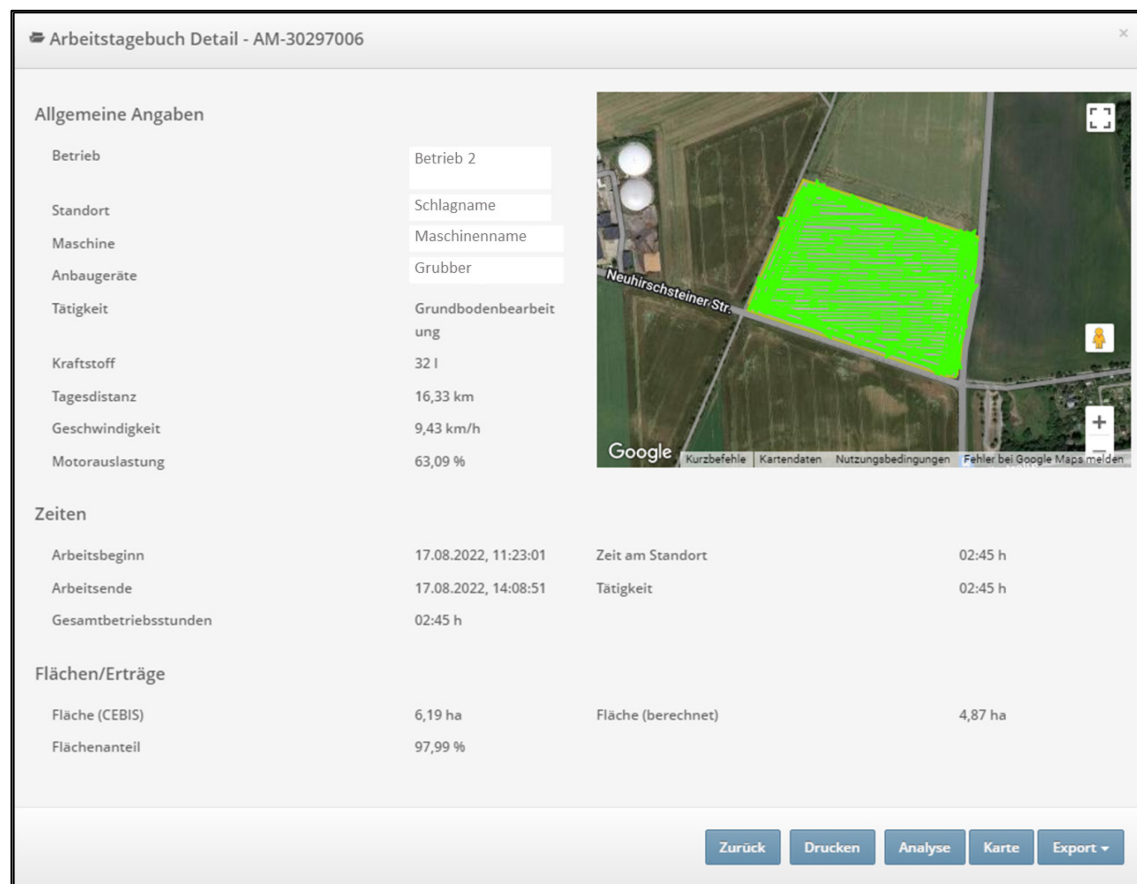 Arbeitstagebuch Detail - AM-30297006
×
Allgemeine Angaben
Betrieb Betrieb 2
Standort Schlagname
Maschine Maschinenname
Anbaugeräte Grubber
Tätigkeit Grundbodenbearbeit
ung
Kraftstoff 32 l
Tagesdistanz 16,33 km
Geschwindigkeit 9,43 km/h
Motorauslastung 63,09 %
Neuhirschsteiner Str.
Google Kurzbefehle Kartendaten Nutzungsbedingungen Fehler bei Google Maps melden
Zeiten
Arbeitsbeginn 17.08.2022, 11:23:01 Zeit am Standort 02:45 h
Arbeitsende 17.08.2022, 14:08:51 Tätigkeit 02:45 h
Gesamtbetriebsstunden 02:45 h
Flächen/Erträge
Fläche (CEBIS) 6,19 ha Fläche (berechnet) 4,87 ha
Flächenanteil 97,99 %
Zurück Drucken Analyse Karte Export